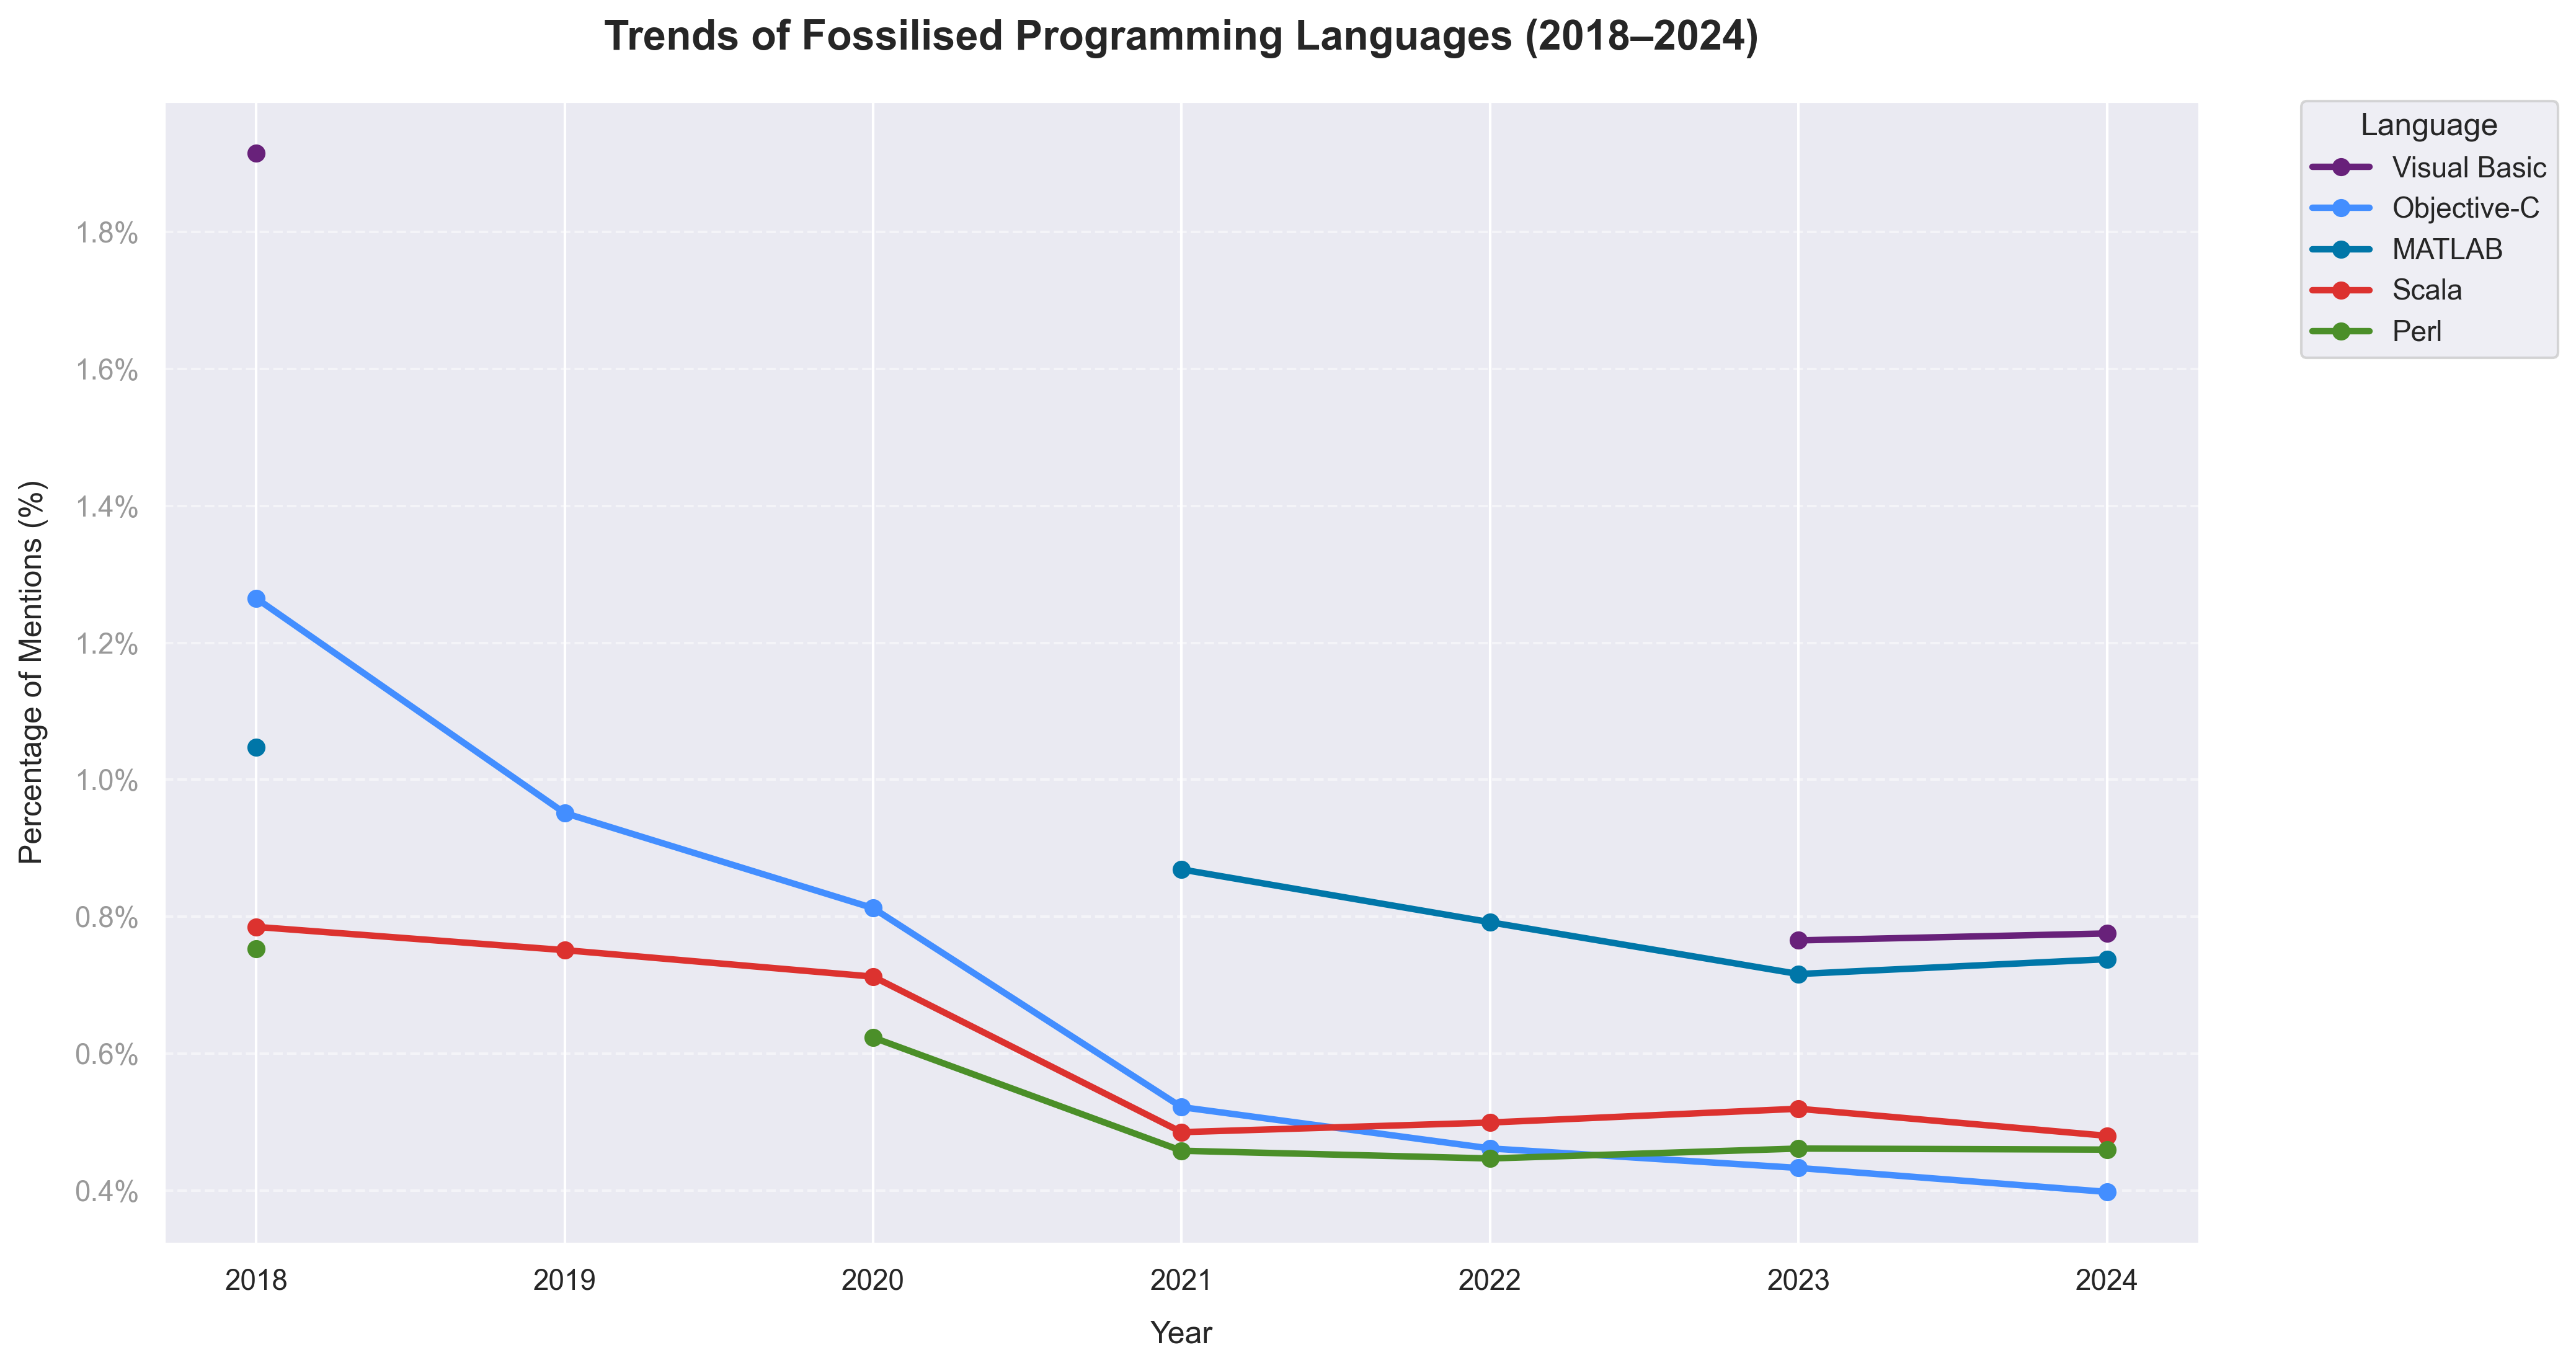 Trends of Fossilised Programming Languages (2018–2024)
Language
Visual Basic
Objective-C
MATLAB
Scala
Perl
Percentage of Mentions (%)
1.8%
1.6%
1.4%
1.2%
1.0%
0.8%
0.6%
0.4%
2018 2019 2020 2021 2022 2023 2024
Year